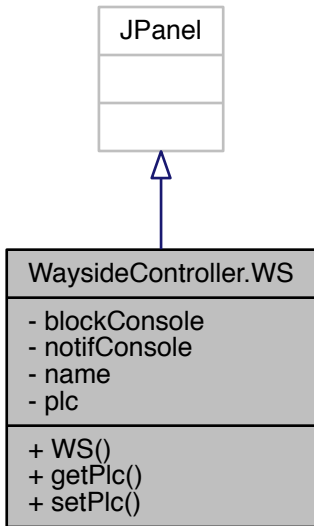 JPanel
WaysideController.WS
- blockConsole
- notifConsole
- name
- plc
+ WS()
+ getPlc()
+ setPlc()